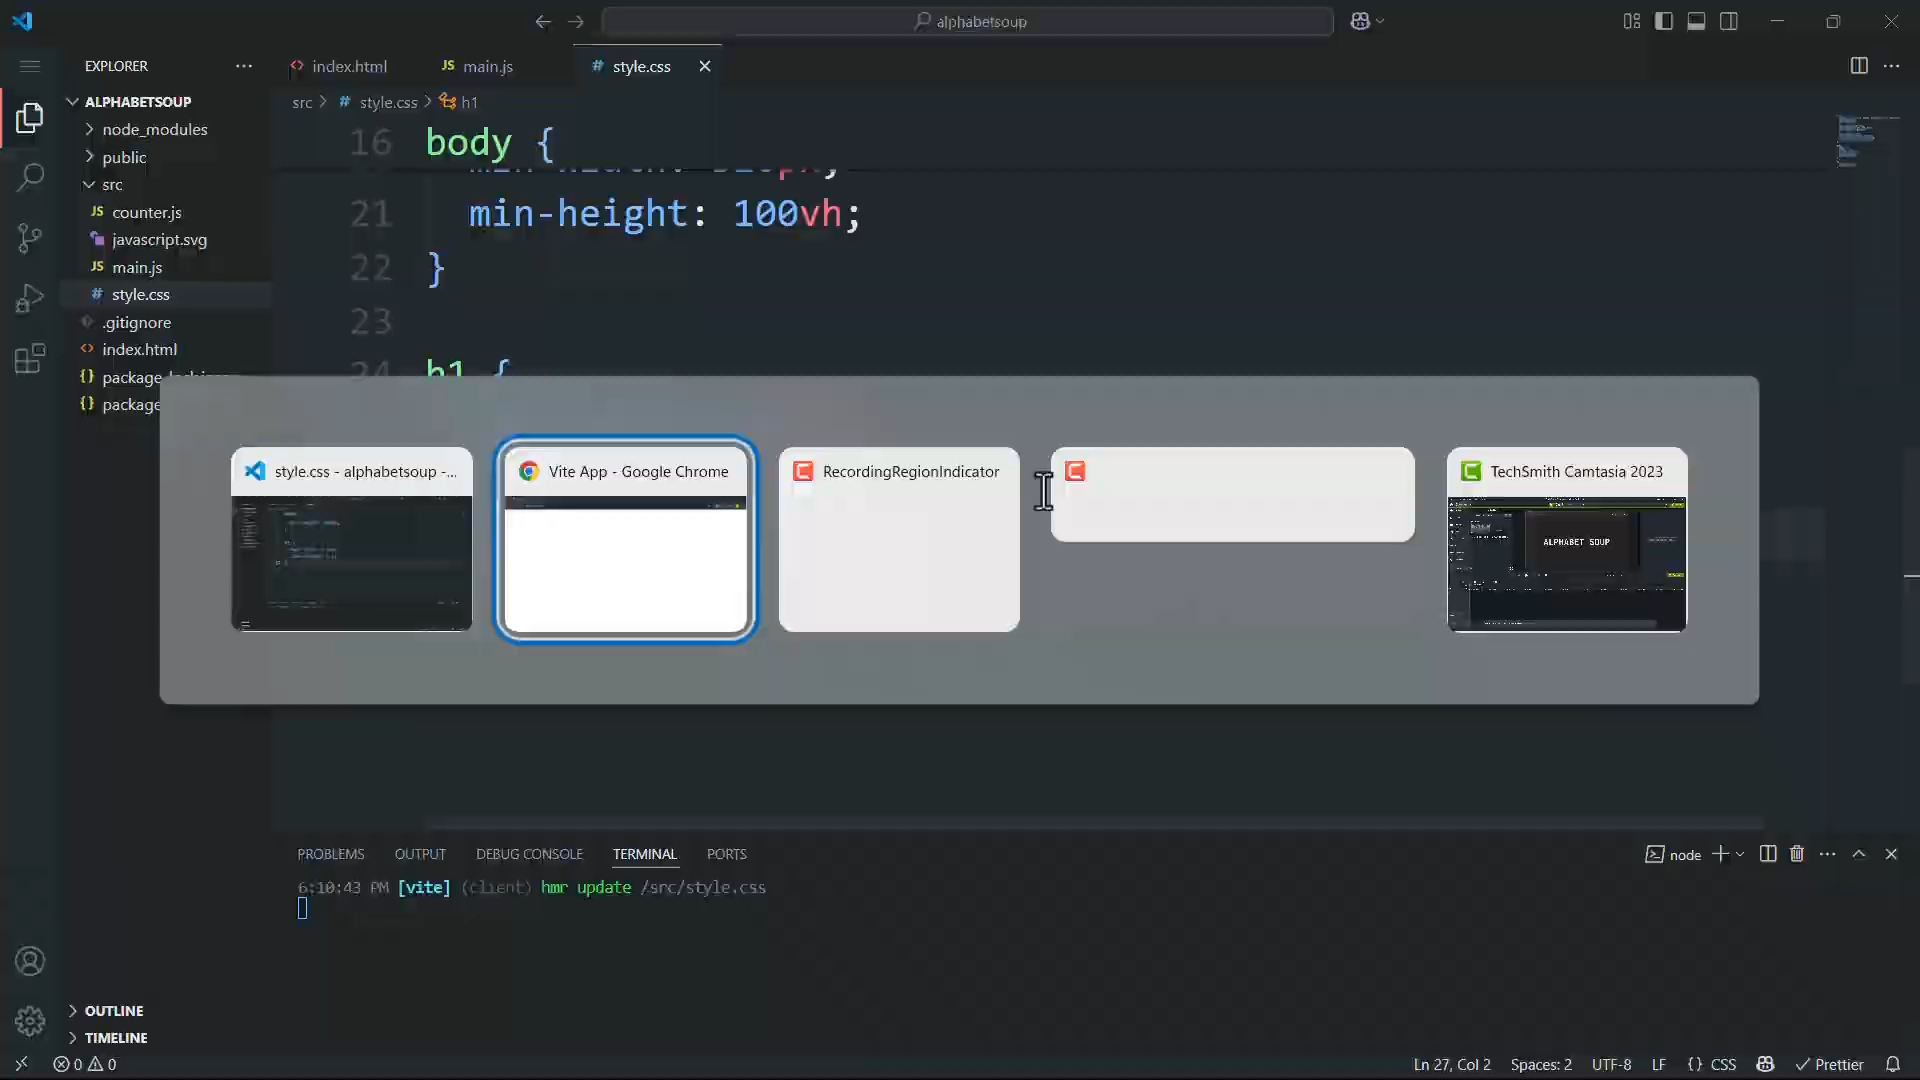 alphabetsoup
EXPLORER
index.html
main.js
style.css
ALPHABETSOUP
src > style.css > h1
node_modules
public
src
counter.js
javascript.svg
main.js
style.css
.gitignore
index.html
package
package
16 body {
21 min-height: 100vh;
22 }
23
24 h1 {
style.css - alphabetsoup -...
Vite App - Google Chrome
RecordingRegionIndicator
TechSmith Camtasia 2023
ALPHABET SOUP
PROBLEMS OUTPUT DEBUG CONSOLE TERMINAL PORTS
node
6:10:43 PM [vite] (client) hmr update /src/style.css
OUTLINE
TIMELINE
0 0
Ln 27, Col 2 Spaces: 2 UTF-8 LF {} CSS Prettier